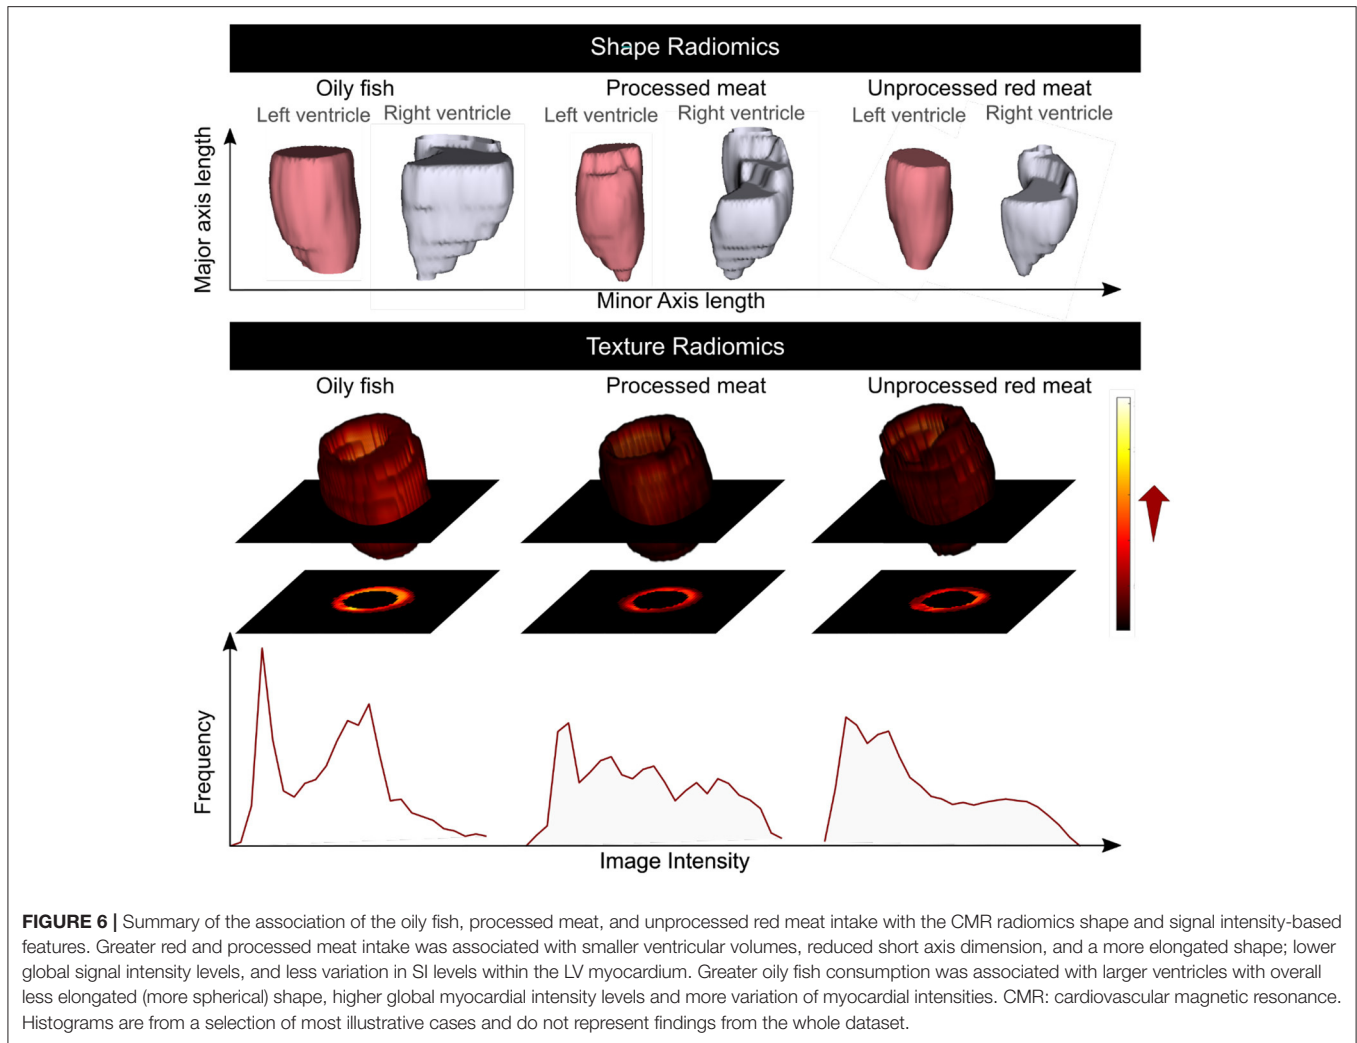 Shape Radiomics
Oily fish Processed meat Unprocessed red meat
Left ventricle Right ventricle Left ventricle Right ventricle Left ventricle Right ventricle
Major axis length
Minor Axis length
Texture Radiomics
Oily fish Processed meat Unprocessed red meat
Frequency
Image Intensity
FIGURE 6 | Summary of the association of the oily fish, processed meat, and unprocessed red meat intake with the CMR radiomics shape and signal intensity-based
features. Greater red and processed meat intake was associated with smaller ventricular volumes, reduced short axis dimension, and a more elongated shape; lower
global signal intensity levels, and less variation in SI levels within the LV myocardium. Greater oily fish consumption was associated with larger ventricles with overall
less elongated (more spherical) shape, higher global myocardial intensity levels and more variation of myocardial intensities. CMR: cardiovascular magnetic resonance.
Histograms are from a selection of most illustrative cases and do not represent findings from the whole dataset.